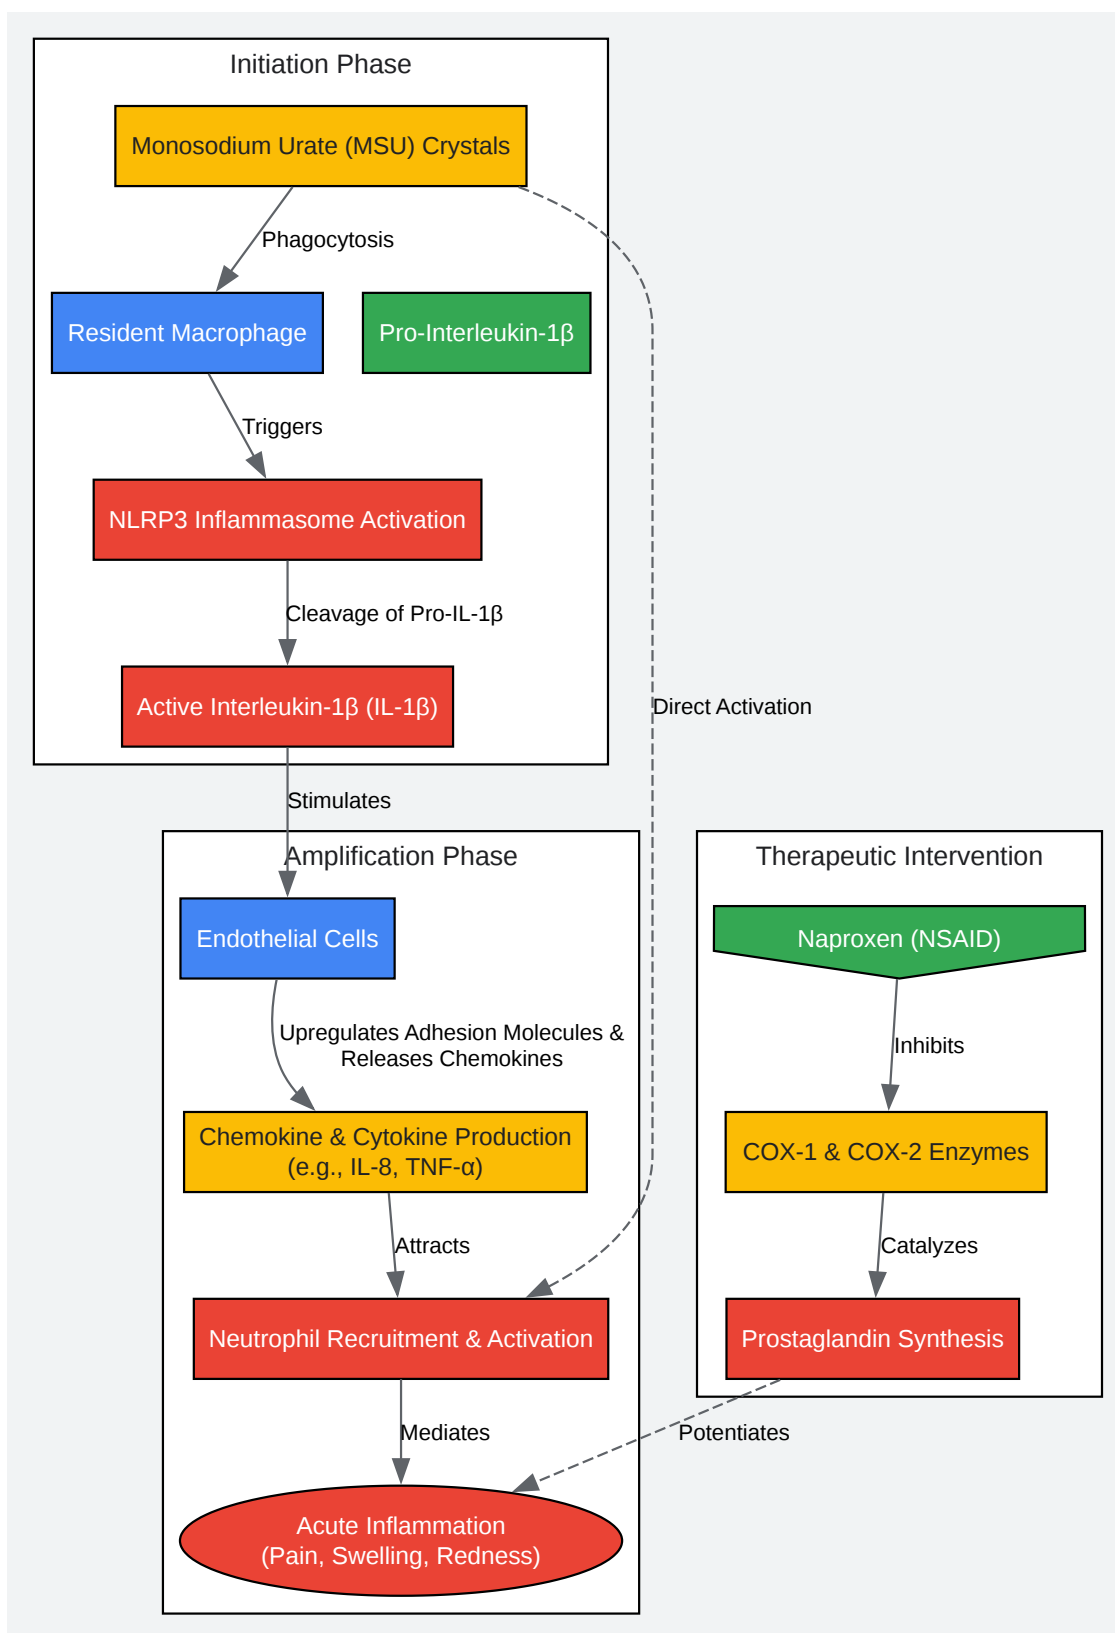 Initiation Phase
Monosodium Urate (MSU) Crystals
Phagocytosis
Resident Macrophage
Pro-Interleukin-1β
Triggers
NLRP3 Inflammasome Activation
Cleavage of Pro-IL-1β
Active Interleukin-1β (IL-1β)
Direct Activation
Stimulates
Amplification Phase
Endothelial Cells
Upregulates Adhesion Molecules &
Releases Chemokines
Chemokine & Cytokine Production
(e.g., IL-8, TNF-α)
Attracts
Neutrophil Recruitment & Activation
Mediates
Acute Inflammation
(Pain, Swelling, Redness)
Therapeutic Intervention
Naproxen (NSAID)
Inhibits
COX-1 & COX-2 Enzymes
Catalyzes
Prostaglandin Synthesis
Potentiates